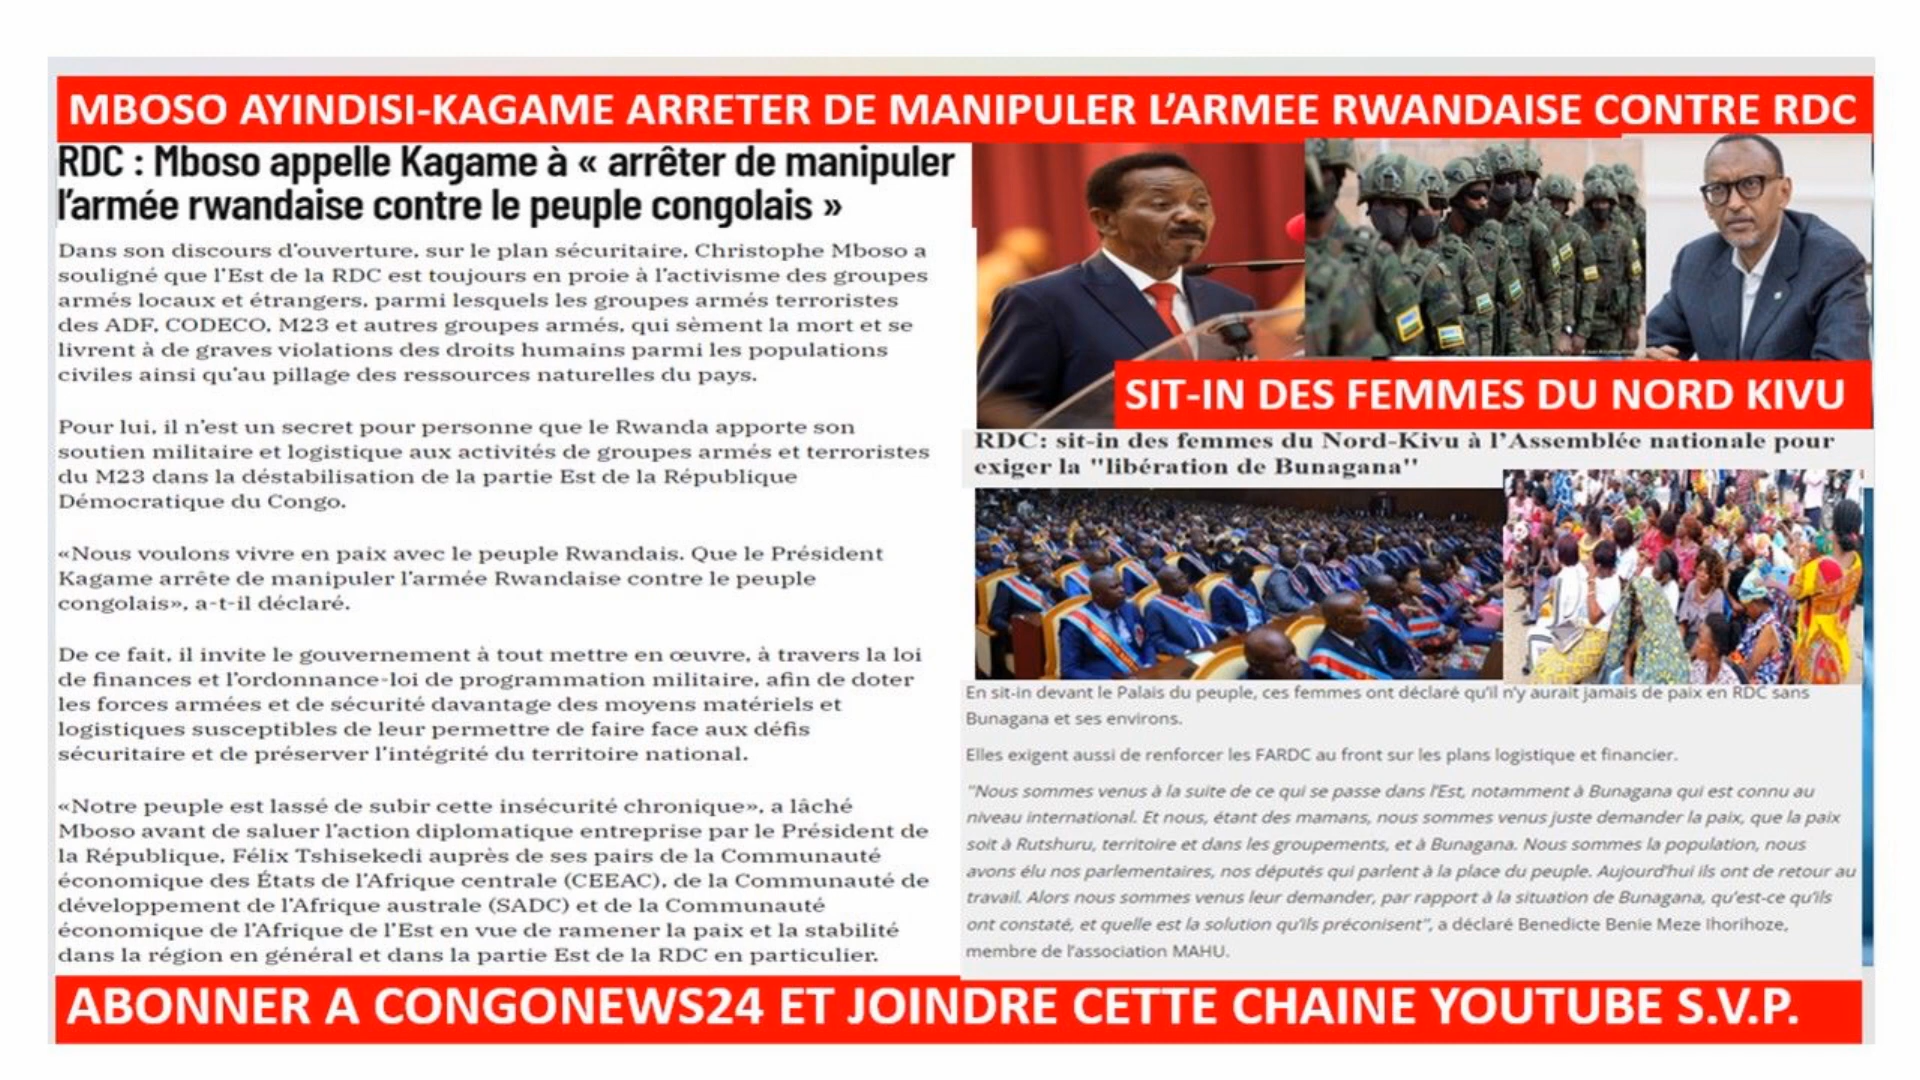 MBOSO AYINDISI-KAGAME ARRETER DE MANIPULER L'ARMEE RWANDAISE CONTRE RDC
RDC : Mboso appelle Kagame à « arrêter de manipuler
l'armée rwandaise contre le peuple congolais »
Dans son discours d'ouverture, sur le plan sécuritaire, Christophe Mboso a
souligné que l'Est de la RDC est toujours en proie à l'activisme des groupes
armés locaux et étrangers, parmi lesquels les groupes armés terroristes
des ADF, CODECO, M23 et autres groupes armés, qui sèment la mort et se
livrent à de graves violations des droits humains parmi les populations
civiles ainsi qu'au pillage des ressources naturelles du pays.
Pour lui, il n'est un secret pour personne que le Rwanda apporte son
soutien militaire et logistique aux activités de groupes armés et terroristes
du M23 dans la déstabilisation de la partie Est de la République
Démocratique du Congo.
«Nous voulons vivre en paix avec le peuple Rwandais. Que le Président
Kagame arrête de manipuler l'armée Rwandaise contre le peuple
congolais», a-t-il déclaré.
De ce fait, il invite le gouvernement à tout mettre en œuvre, à travers la loi
de finances et l'ordonnance-loi de programmation militaire, afin de doter
les forces armées et de sécurité davantage des moyens matériels et
logistiques susceptibles de leur permettre de faire face aux défis
sécuritaire et de préserver l'intégrité du territoire national.
«Notre peuple est lassé de subir cette insécurité chronique», a lâché
Mboso avant de saluer l'action diplomatique entreprise par le Président de
la République, Félix Tshisekedi auprès de ses pairs de la Communauté
économique des États de l'Afrique centrale (CEEAC), de la Communauté de
développement de l'Afrique australe (SADC) et de la Communauté
économique de l'Afrique de l'Est en vue de ramener la paix et la stabilité
dans la région en général et dans la partie Est de la RDC en particulier.
SIT-IN DES FEMMES DU NORD KIVU
RDC: sit-in des femmes du Nord-Kivu à l'Assemblée nationale pour
exiger la "libération de Bunagana"
En sit-in devant le Palais du peuple, ces femmes ont déclaré qu'il n'y aurait jamais de paix en RDC sans
Bunagana et ses environs.
Elles exigent aussi de renforcer les FARDC au front sur les plans logistique et financier.
"Nous sommes venus à la suite de ce qui se passe dans l'Est, notamment à Bunagana qui est connu au
niveau international. Et nous, étant des mamans, nous sommes venus juste demander la paix, que la paix
soit à Rutshuru, territoire et dans les groupements, et à Bunagana. Nous sommes la population, nous
avons élu nos parlementaires, nos députés qui parlent à la place du peuple. Aujourd'hui ils ont de retour au
travail. Alors nous sommes venus leur demander, par rapport à la situation de Bunagana, qu'est-ce qu'ils
ont constaté, et quelle est la solution qu'ils préconisent", a déclaré Benedicte Benie Meze Ihorihoze,
membre de l'association MAHU.
ABONNER A CONGONEWS24 ET JOINDRE CETTE CHAINE YOUTUBE S.V.P.